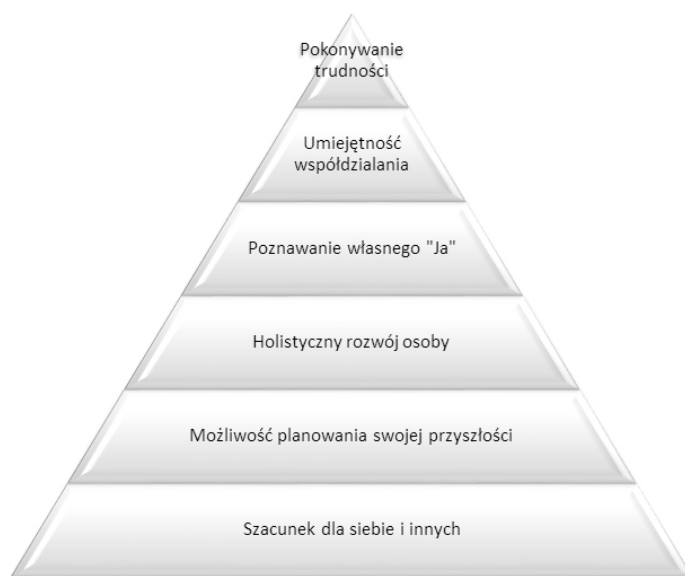 Pokonywanie
trudności
Umiejętność
współdzialania
Poznawanie własnego "Ja"
Holistyczny rozwój osoby
Możliwość planowania swojej przyszłości
Szacunek dla siebie i innych